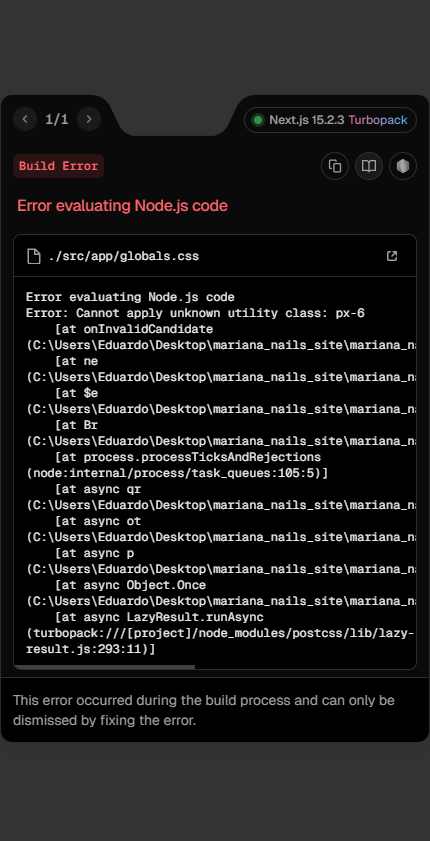 1/1
Next.js 15.2.3 Turbopack
Build Error
Error evaluating Node.js code
./src/app/globals.css
Error evaluating Node.js code
Error: Cannot apply unknown utility class: px-6
[at onInvalidCandidate
(C:\Users\Eduardo\Desktop\mariana_nails_site\mariana_na
[at ne
(C:\Users\Eduardo\Desktop\mariana_nails_site\mariana_na
[at $e
(C:\Users\Eduardo\Desktop\mariana_nails_site\mariana_na
[at Br
(C:\Users\Eduardo\Desktop\mariana_nails_site\mariana_na
[at process.processTicksAndRejections
(node:internal/process/task_queues:105:5)]
[at async qr
(C:\Users\Eduardo\Desktop\mariana_nails_site\mariana_na
[at async ot
(C:\Users\Eduardo\Desktop\mariana_nails_site\mariana_na
[at async p
(C:\Users\Eduardo\Desktop\mariana_nails_site\mariana_na
[at async Object.Once
(C:\Users\Eduardo\Desktop\mariana_nails_site\mariana_na
[at async LazyResult.runAsync
(turbopack:///[project]/node_modules/postcss/lib/lazy-
result.js:293:11)]
This error occurred during the build process and can only be
dismissed by fixing the error.